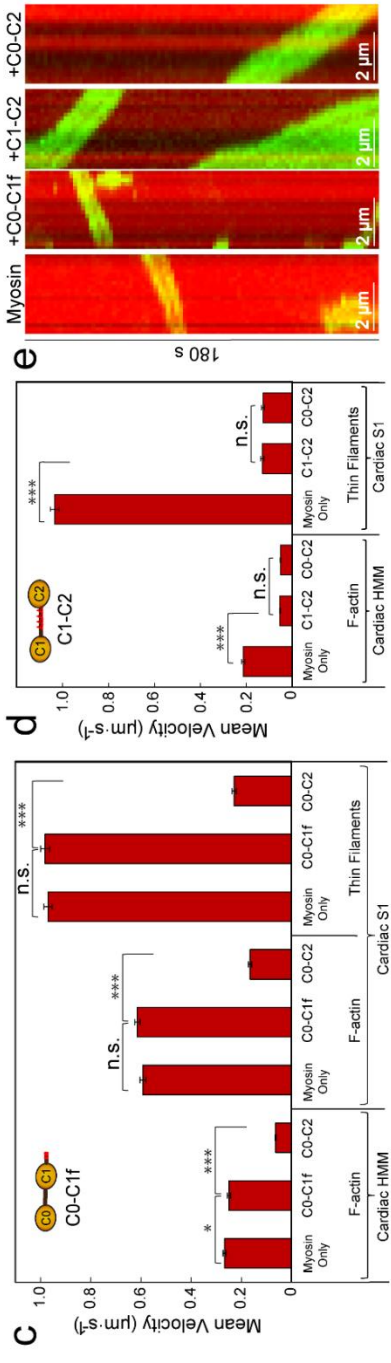 c
Mean Velocity (µm·s⁻¹)
1.0
0.8
0.6
0.4
0.2
0
C0
C1
C0-C1f
*
***
n.s.
***
n.s.
***
Myosin
Only
C0-C1f
C0-C2
Myosin
Only
C0-C1f
C0-C2
Myosin
Only
C0-C1f
C0-C2
F-actin
F-actin
Thin Filaments
Cardiac HMM
Cardiac S1
d
Mean Velocity (µm·s⁻¹)
1.0
0.8
0.6
0.4
0.2
0
C1
C2
C1-C2
***
n.s.
***
n.s.
Myosin
Only
C1-C2
C0-C2
Myosin
Only
C1-C2
C0-C2
F-actin
Thin Filaments
Cardiac HMM
Cardiac S1
e
180 s
Myosin
+C0-C1f
+C1-C2
+C0-C2
2 µm
2 µm
2 µm
2 µm